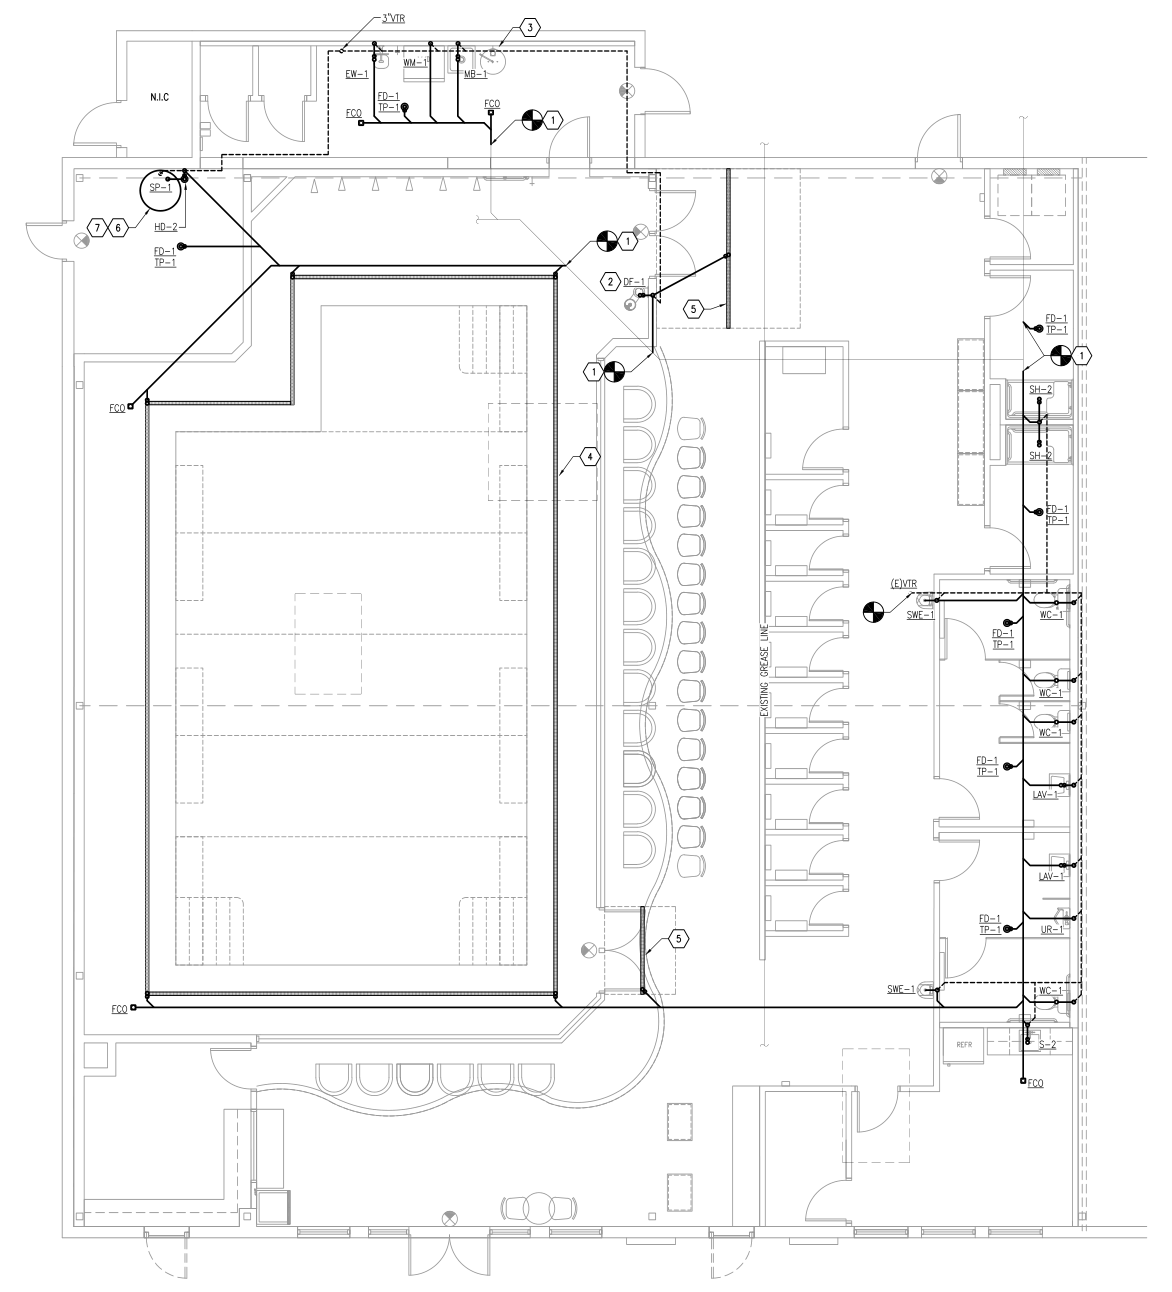 3"VTR
3
EW-1
WM-1
MB-1
N.I.C
FD-1
TP-1
FCO
FCO
1
SP-1
7
6
HD-2
FD-1
TP-1
1
2
DF-1
5
FD-1
TP-1
1
1
SH-2
FCO
4
SH-2
FD-1
TP-1
(E)VTR
SWE-1
WC-1
FD-1
TP-1
EXISTING GREASE LINE
WC-1
WC-1
FD-1
TP-1
LAV-1
LAV-1
FD-1
TP-1
UR-1
5
SWE-1
WC-1
FCO
REFR
S-2
FCO